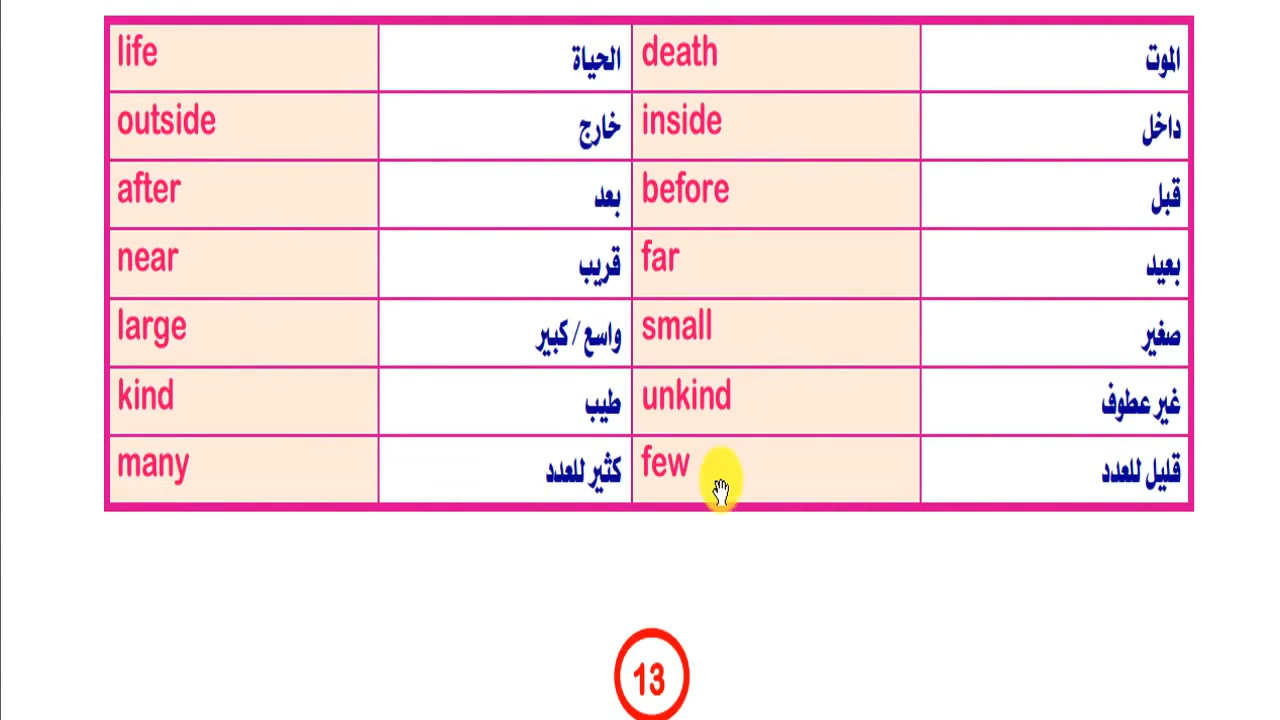 life الحياة death الموت
outside خارج inside داخل
after بعد before قبل
near قريب far بعيد
large واسع / كبير small صغير
kind طيب unkind غير عطوف
many كثير للعدد few قليل للعدد
13